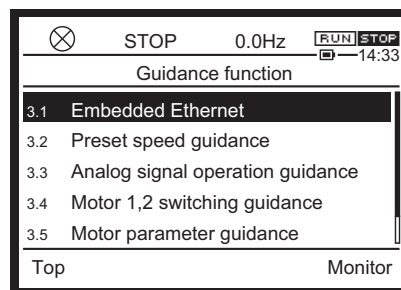 STOP 0.0Hz RUN STOP
14:33
Guidance function
3.1 Embedded Ethernet
3.2 Preset speed guidance
3.3 Analog signal operation guidance
3.4 Motor 1,2 switching guidance
3.5 Motor parameter guidance
Top Monitor